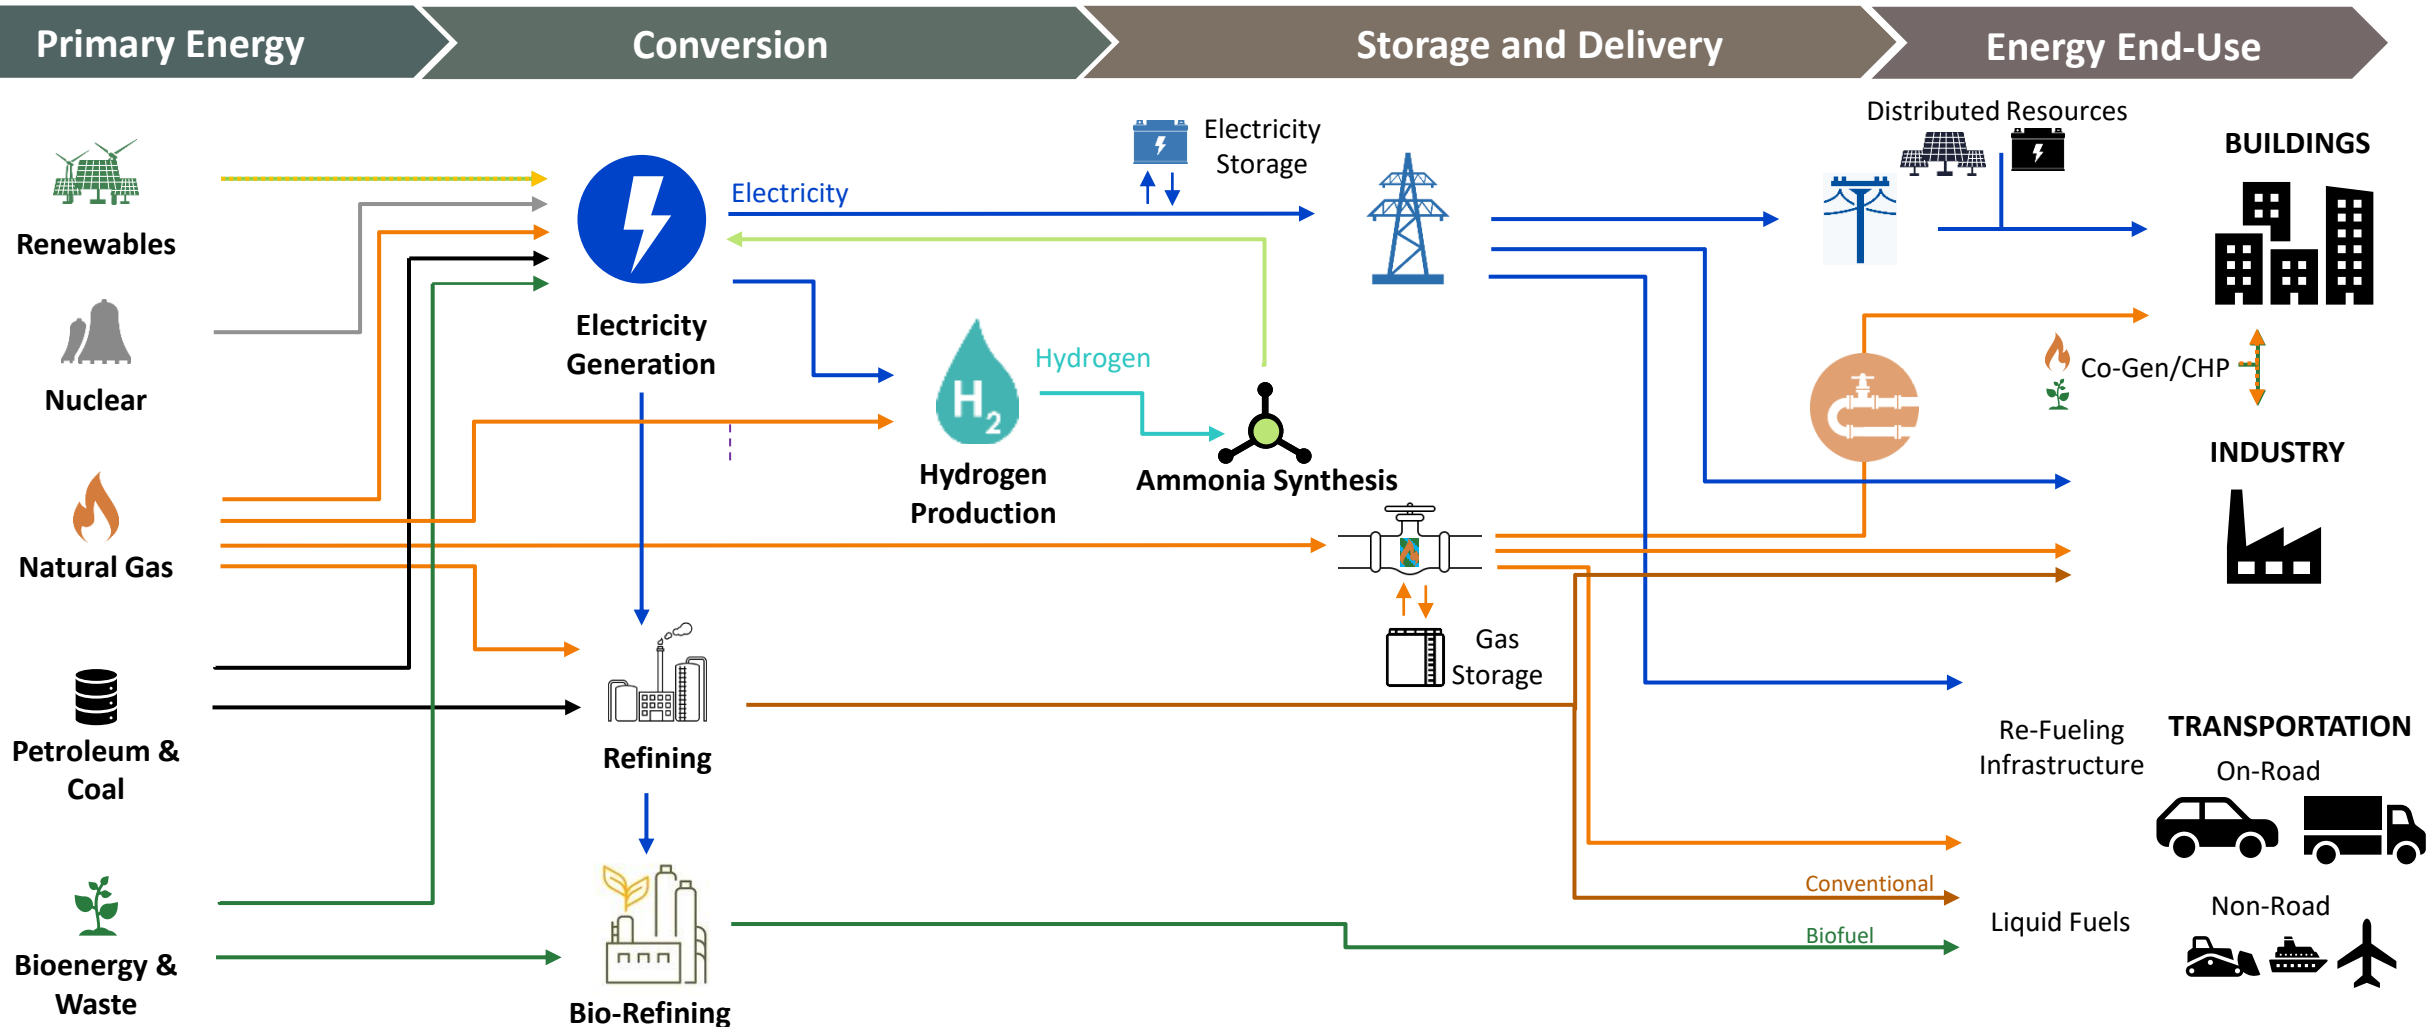 Primary Energy
Conversion
Storage and Delivery
Energy End-Use
Renewables
Nuclear
Natural Gas
Petroleum &
Coal
Bioenergy &
Waste
Electricity
Generation
Electricity
Hydrogen
H2
Hydrogen
Production
Refining
Bio-Refining
Electricity
Storage
Ammonia Synthesis
Gas
Storage
Distributed Resources
BUILDINGS
Co-Gen/CHP
INDUSTRY
Re-Fueling
Infrastructure
TRANSPORTATION
On-Road
Conventional
Liquid Fuels
Biofuel
Non-Road